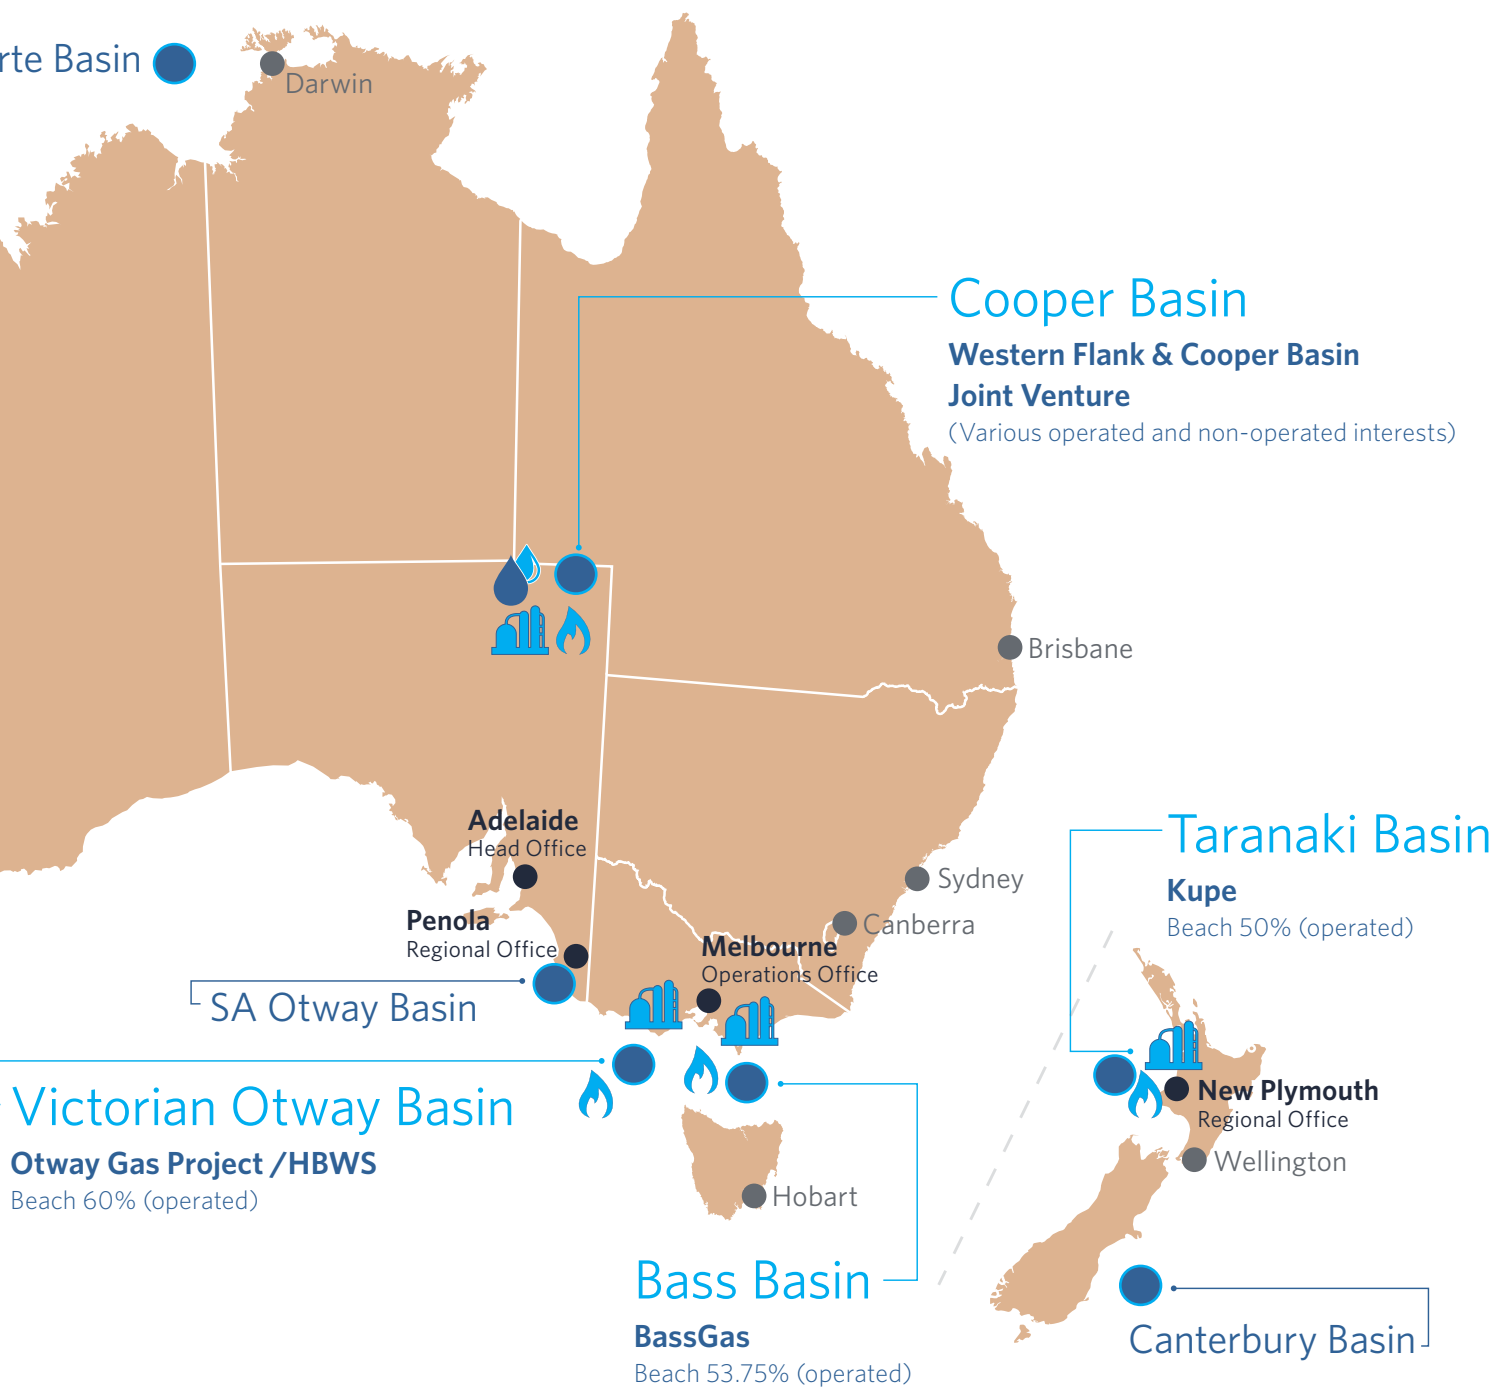 Basin
Darwin
Cooper Basin
Western Flank & Cooper Basin
Joint Venture
(Various operated and non-operated interests)
Brisbane
Adelaide
Head Office
Sydney
Canberra
Penola
Regional Office
Melbourne
Operations Office
Taranaki Basin
Kupe
Beach 50% (operated)
SA Otway Basin
Victorian Otway Basin
Otway Gas Project /HBWS
Beach 60% (operated)
New Plymouth
Regional Office
Wellington
Hobart
Bass Basin
BassGas
Beach 53.75% (operated)
Canterbury Basin